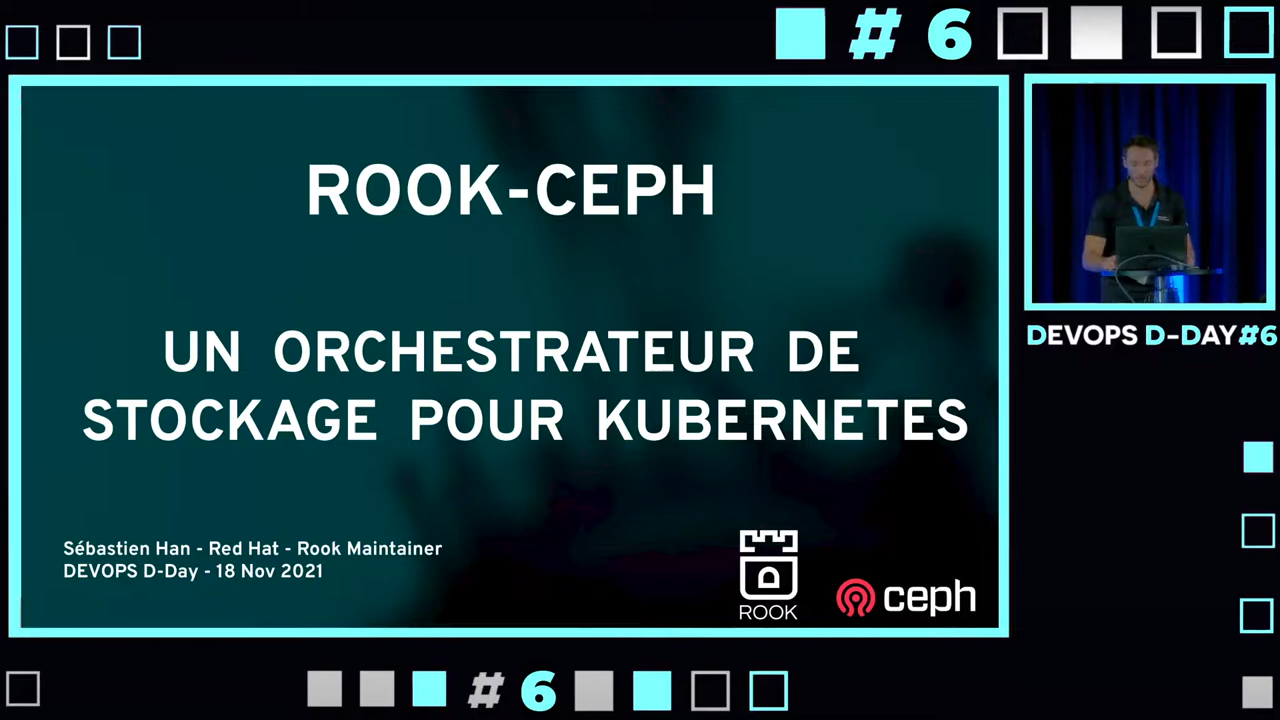 # 6
ROOK-CEPH
UN ORCHESTRATEUR DE
STOCKAGE POUR KUBERNETES
Sébastien Han - Red Hat - Rook Maintainer
DEVOPS D-Day - 18 Nov 2021
ROOK
ceph
DEVOPS D-DAY#6
# 6